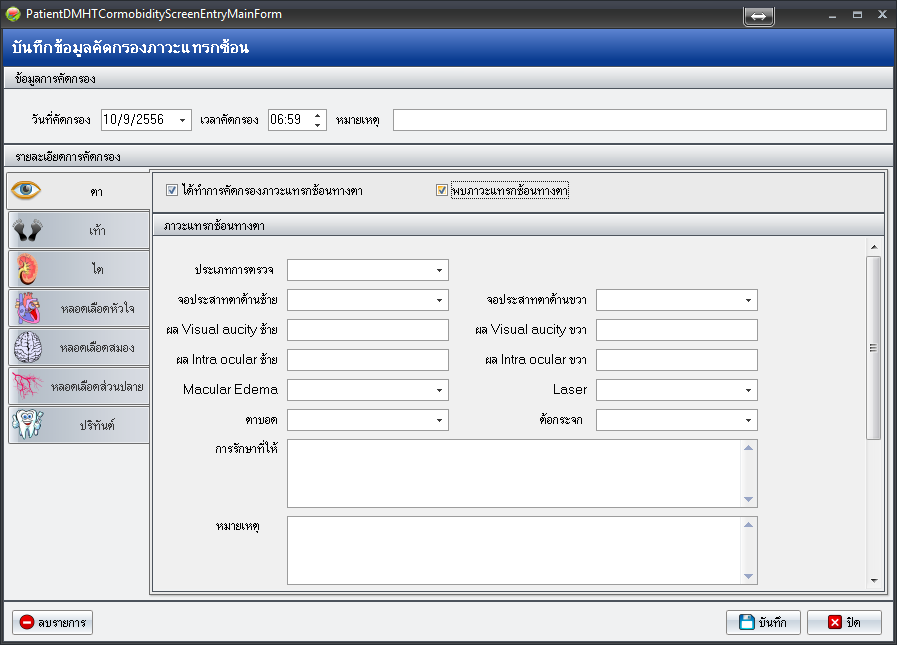 PatientDMHTCormobidityScreenEntryMainForm
บันทึกข้อมูลคัดกรองภาวะแทรกซ้อน
ข้อมูลการคัดกรอง
วันที่คัดกรอง 10/9/2556 เวลาคัดกรอง 06:59 หมายเหตุ
รายละเอียดการคัดกรอง
ตา
เท้า
ไต
หลอดเลือดหัวใจ
หลอดเลือดสมอง
หลอดเลือดส่วนปลาย
ปริทันต์
ได้ทำการคัดกรองภาวะแทรกซ้อนทางตา พบภาวะแทรกซ้อนทางตา
ภาวะแทรกซ้อนทางตา
ประเภทการตรวจ
จอประสาทตาด้านซ้าย จอประสาทตาด้านขวา
ผล Visual aucity ซ้าย ผล Visual aucity ขวา
ผล Intra ocular ซ้าย ผล Intra ocular ขวา
Macular Edema Laser
ตาบอด ต้อกระจก
การรักษาที่ให้
หมายเหตุ
ลบรายการ บันทึก ปิด